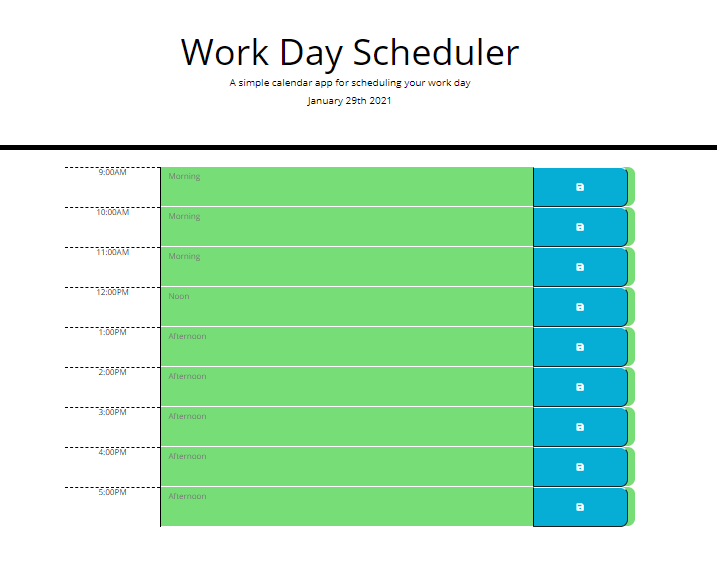 Work Day Scheduler
A simple calendar app for scheduling your work day
January 29th 2021
9:00AM Morning
10:00AM Morning
11:00AM Morning
12:00PM Noon
1:00PM Afternoon
2:00PM Afternoon
3:00PM Afternoon
4:00PM Afternoon
5:00PM Afternoon